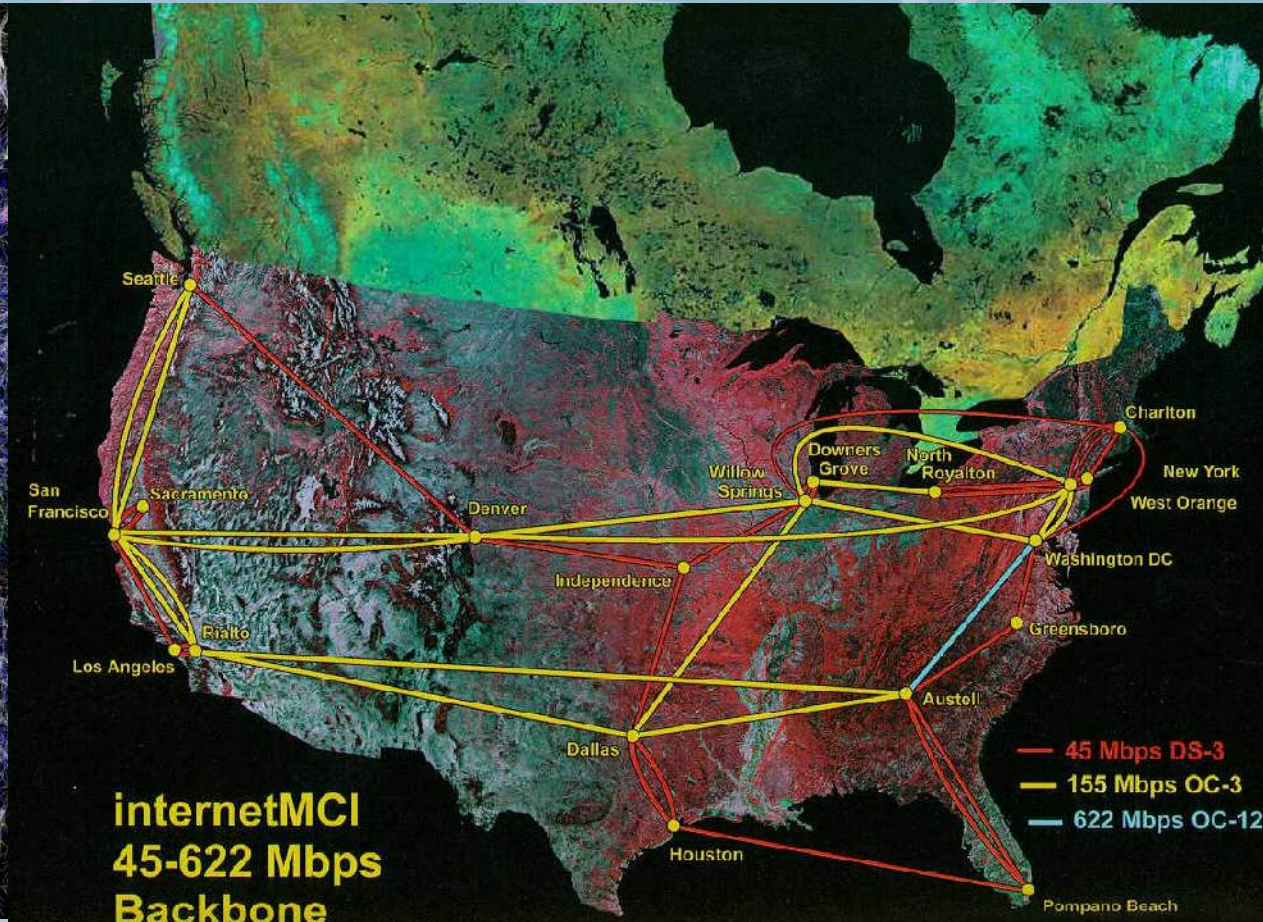 Seattle
Charlton
Downers
Grove
North
Royalton
Willow
Springs
New York
West Orange
San
Francisco
Sacramento
Denver
Washington DC
Independence
Greensboro
Rialto
Los Angeles
Austell
Dallas
45 Mbps DS-3
155 Mbps OC-3
622 Mbps OC-12
internetMCI
45-622 Mbps
Backbone
Houston
Pompano Beach